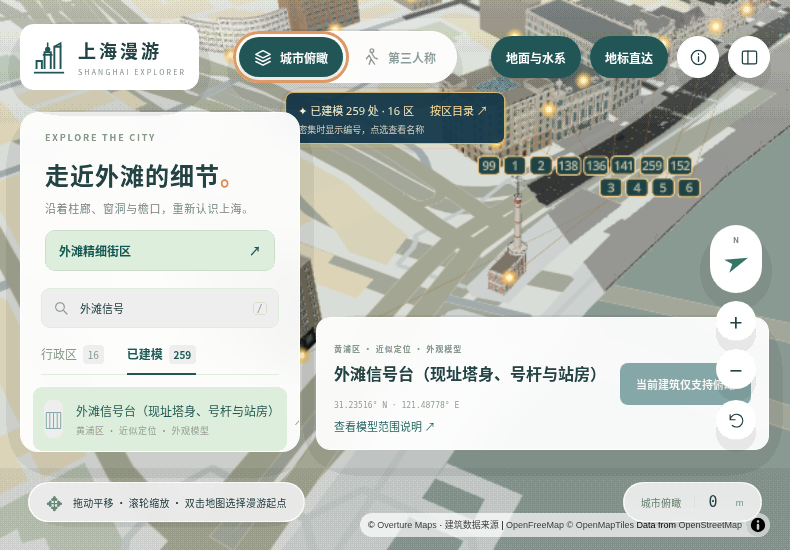 上海漫游
SHANGHAI EXPLORER
城市俯瞰
第三人称
地面与水系
地标直达
✦ 已建模 259 处 · 16 区 按区目录 ↗
密集时显示编号，点选查看名称
99 1 2 138 136 141 259 152
3 4 5 6
EXPLORE THE CITY
走近外滩的细节。
沿着柱廊、窗洞与檐口，重新认识上海。
外滩精细街区 ↗
外滩信号 /
行政区 16 已建模 259
外滩信号台（现址塔身、号杆与站房）
黄浦区 · 近似定位 · 外观模型
N
黄浦区 · 近似定位 · 外观模型
外滩信号台（现址塔身、号杆与站房）
当前建筑仅支持俯
31.23516° N · 121.48778° E
查看模型范围说明 ↗
拖动平移 · 滚轮缩放 · 双击地图选择漫游起点
城市俯瞰 0 m
© Overture Maps · 建筑数据来源 | OpenFreeMap © OpenMapTiles Data from OpenStreetMap